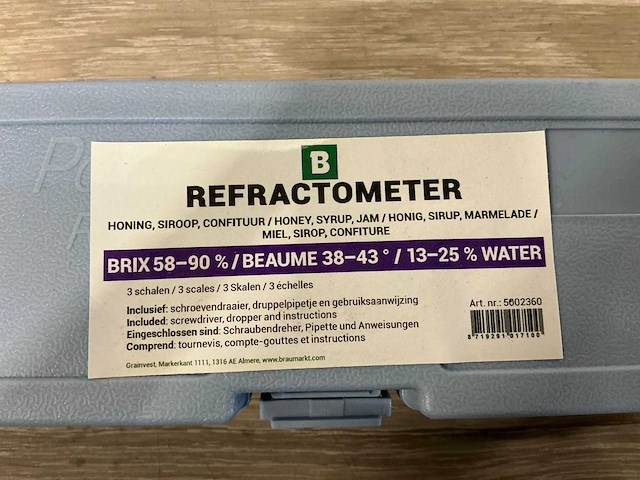 B
REFRACTOMETER
HONING, SIROOP, CONFITUUR / HONEY, SYRUP, JAM / HONIG, SIRUP, MARMELADE /
MIEL, SIROP, CONFITURE
BRIX 58–90 % / BEAUME 38–43 ° / 13–25 % WATER
3 schalen / 3 scales / 3 Skalen / 3 échelles
Inclusief: schroevendraaier, druppelpipetje en gebruiksaanwijzing
Included: screwdriver, dropper and instructions
Eingeschlossen sind: Schraubendreher, Pipette und Anweisungen
Comprend: tournevis, compte-gouttes et instructions
Grainvest, Markerkant 1111, 1316 AE Almere, www.braumarkt.com
Art. nr.: 5602360
8 719291 017100